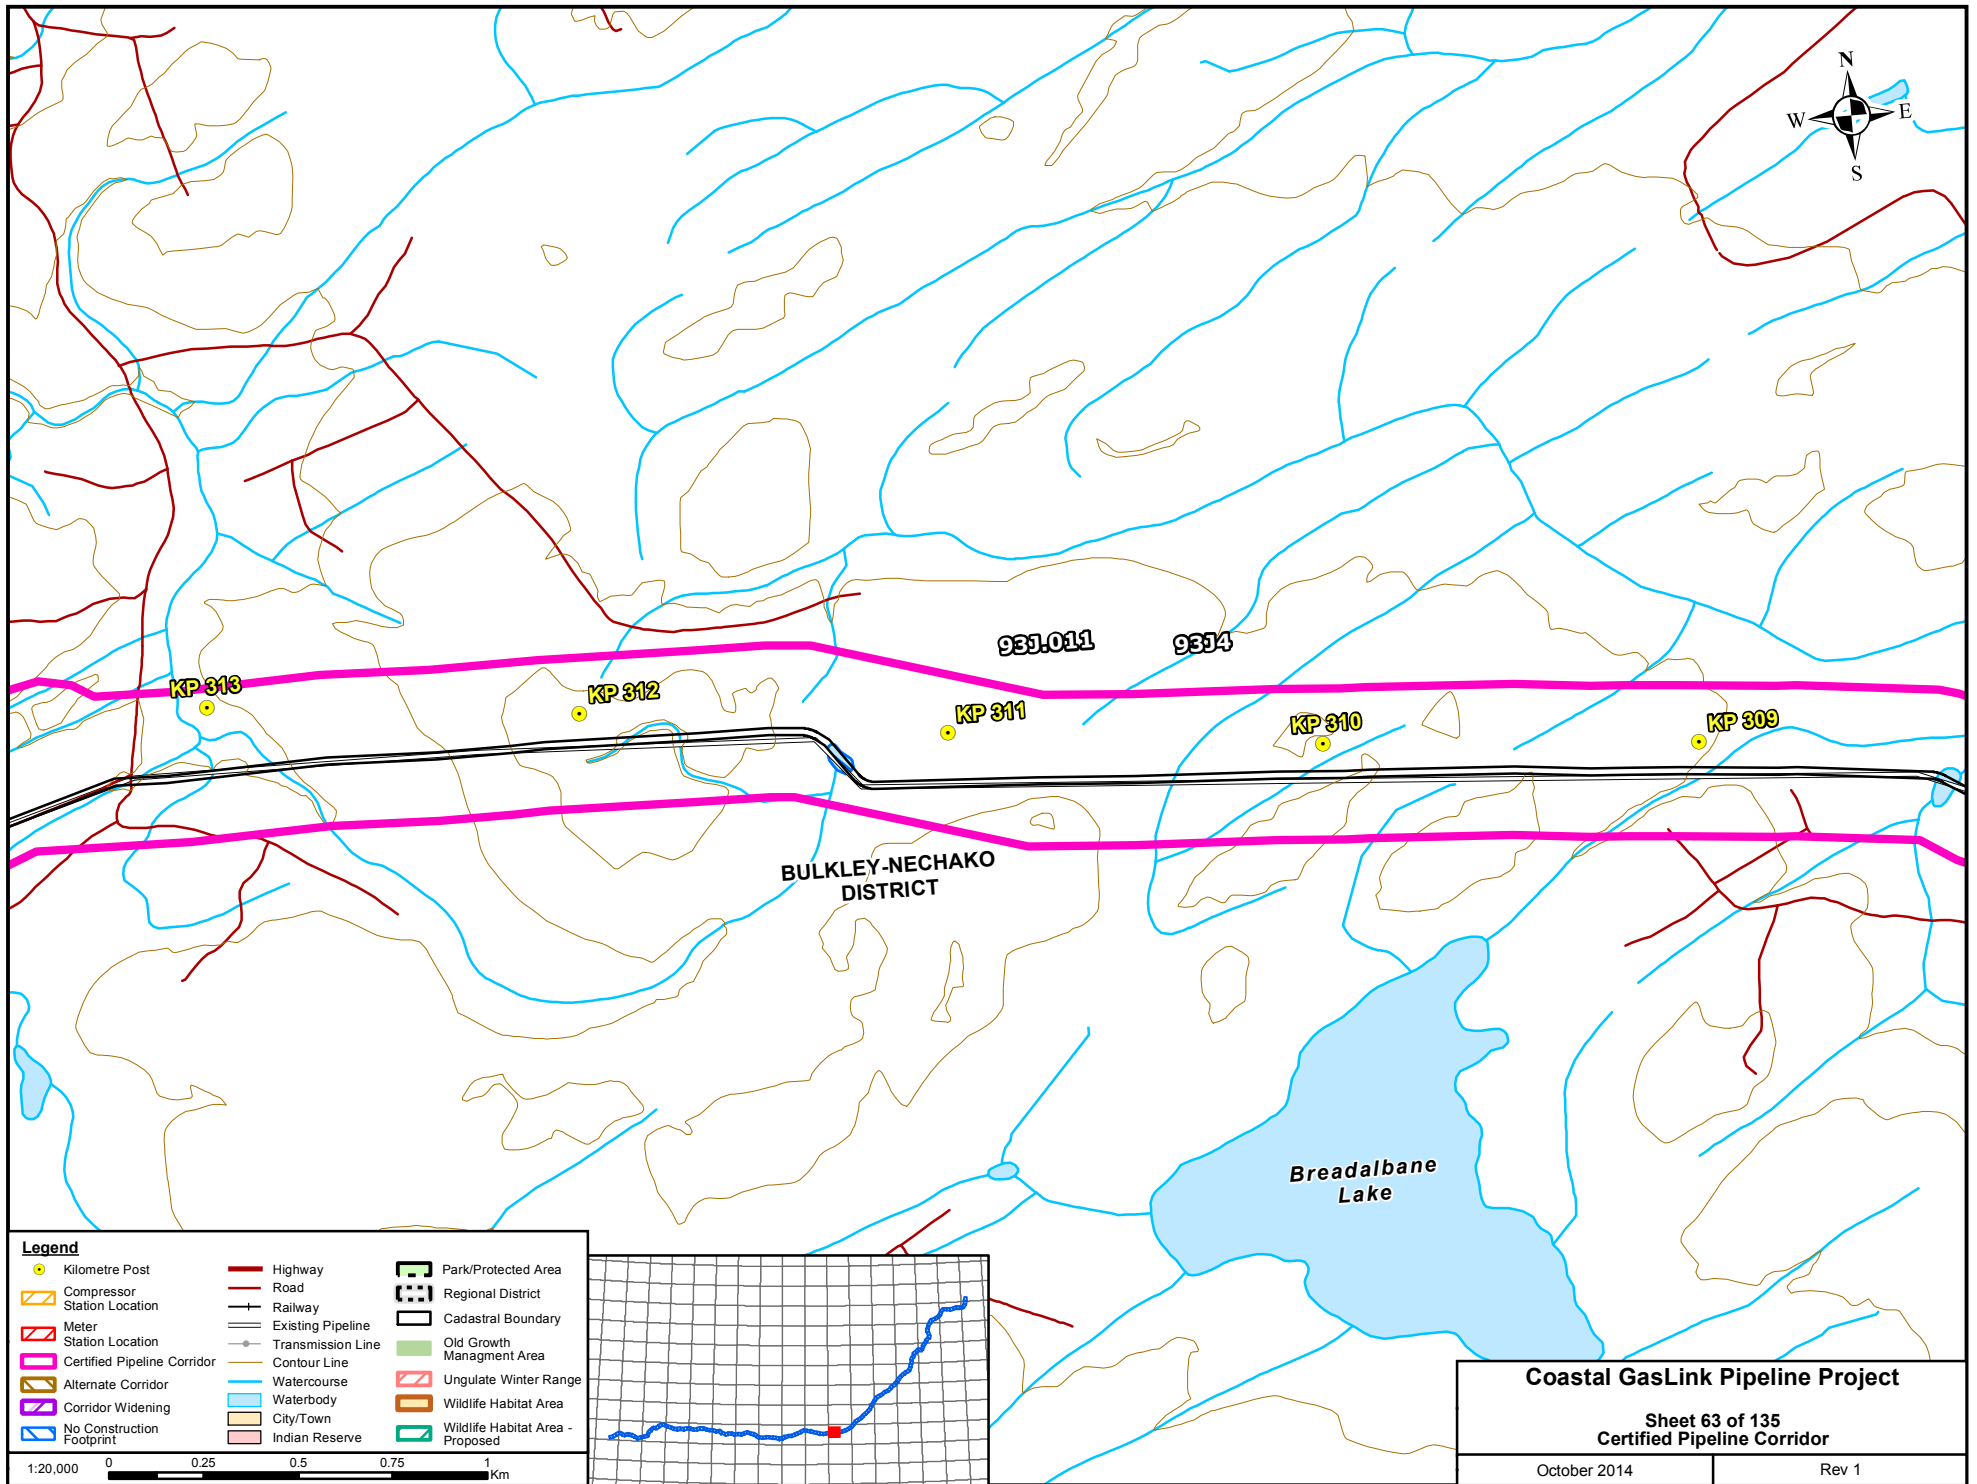 N
W
E
S
93J.011
93J4
KP 313
KP 312
KP 311
KP 310
KP 309
BULKLEY-NECHAKO
DISTRICT
Breadalbane
Lake
Legend
Kilometre Post
Compressor
Station Location
Meter
Station Location
Certified Pipeline Corridor
Alternate Corridor
Corridor Widening
No Construction
Footprint
Highway
Road
Railway
Existing Pipeline
Transmission Line
Contour Line
Watercourse
Waterbody
City/Town
Indian Reserve
Park/Protected Area
Regional District
Cadastral Boundary
Old Growth
Managment Area
Ungulate Winter Range
Wildlife Habitat Area
Wildlife Habitat Area -
Proposed
1:20,000
0 0.25 0.5 0.75 1
Km
Coastal GasLink Pipeline Project
Sheet 63 of 135
Certified Pipeline Corridor
October 2014
Rev 1